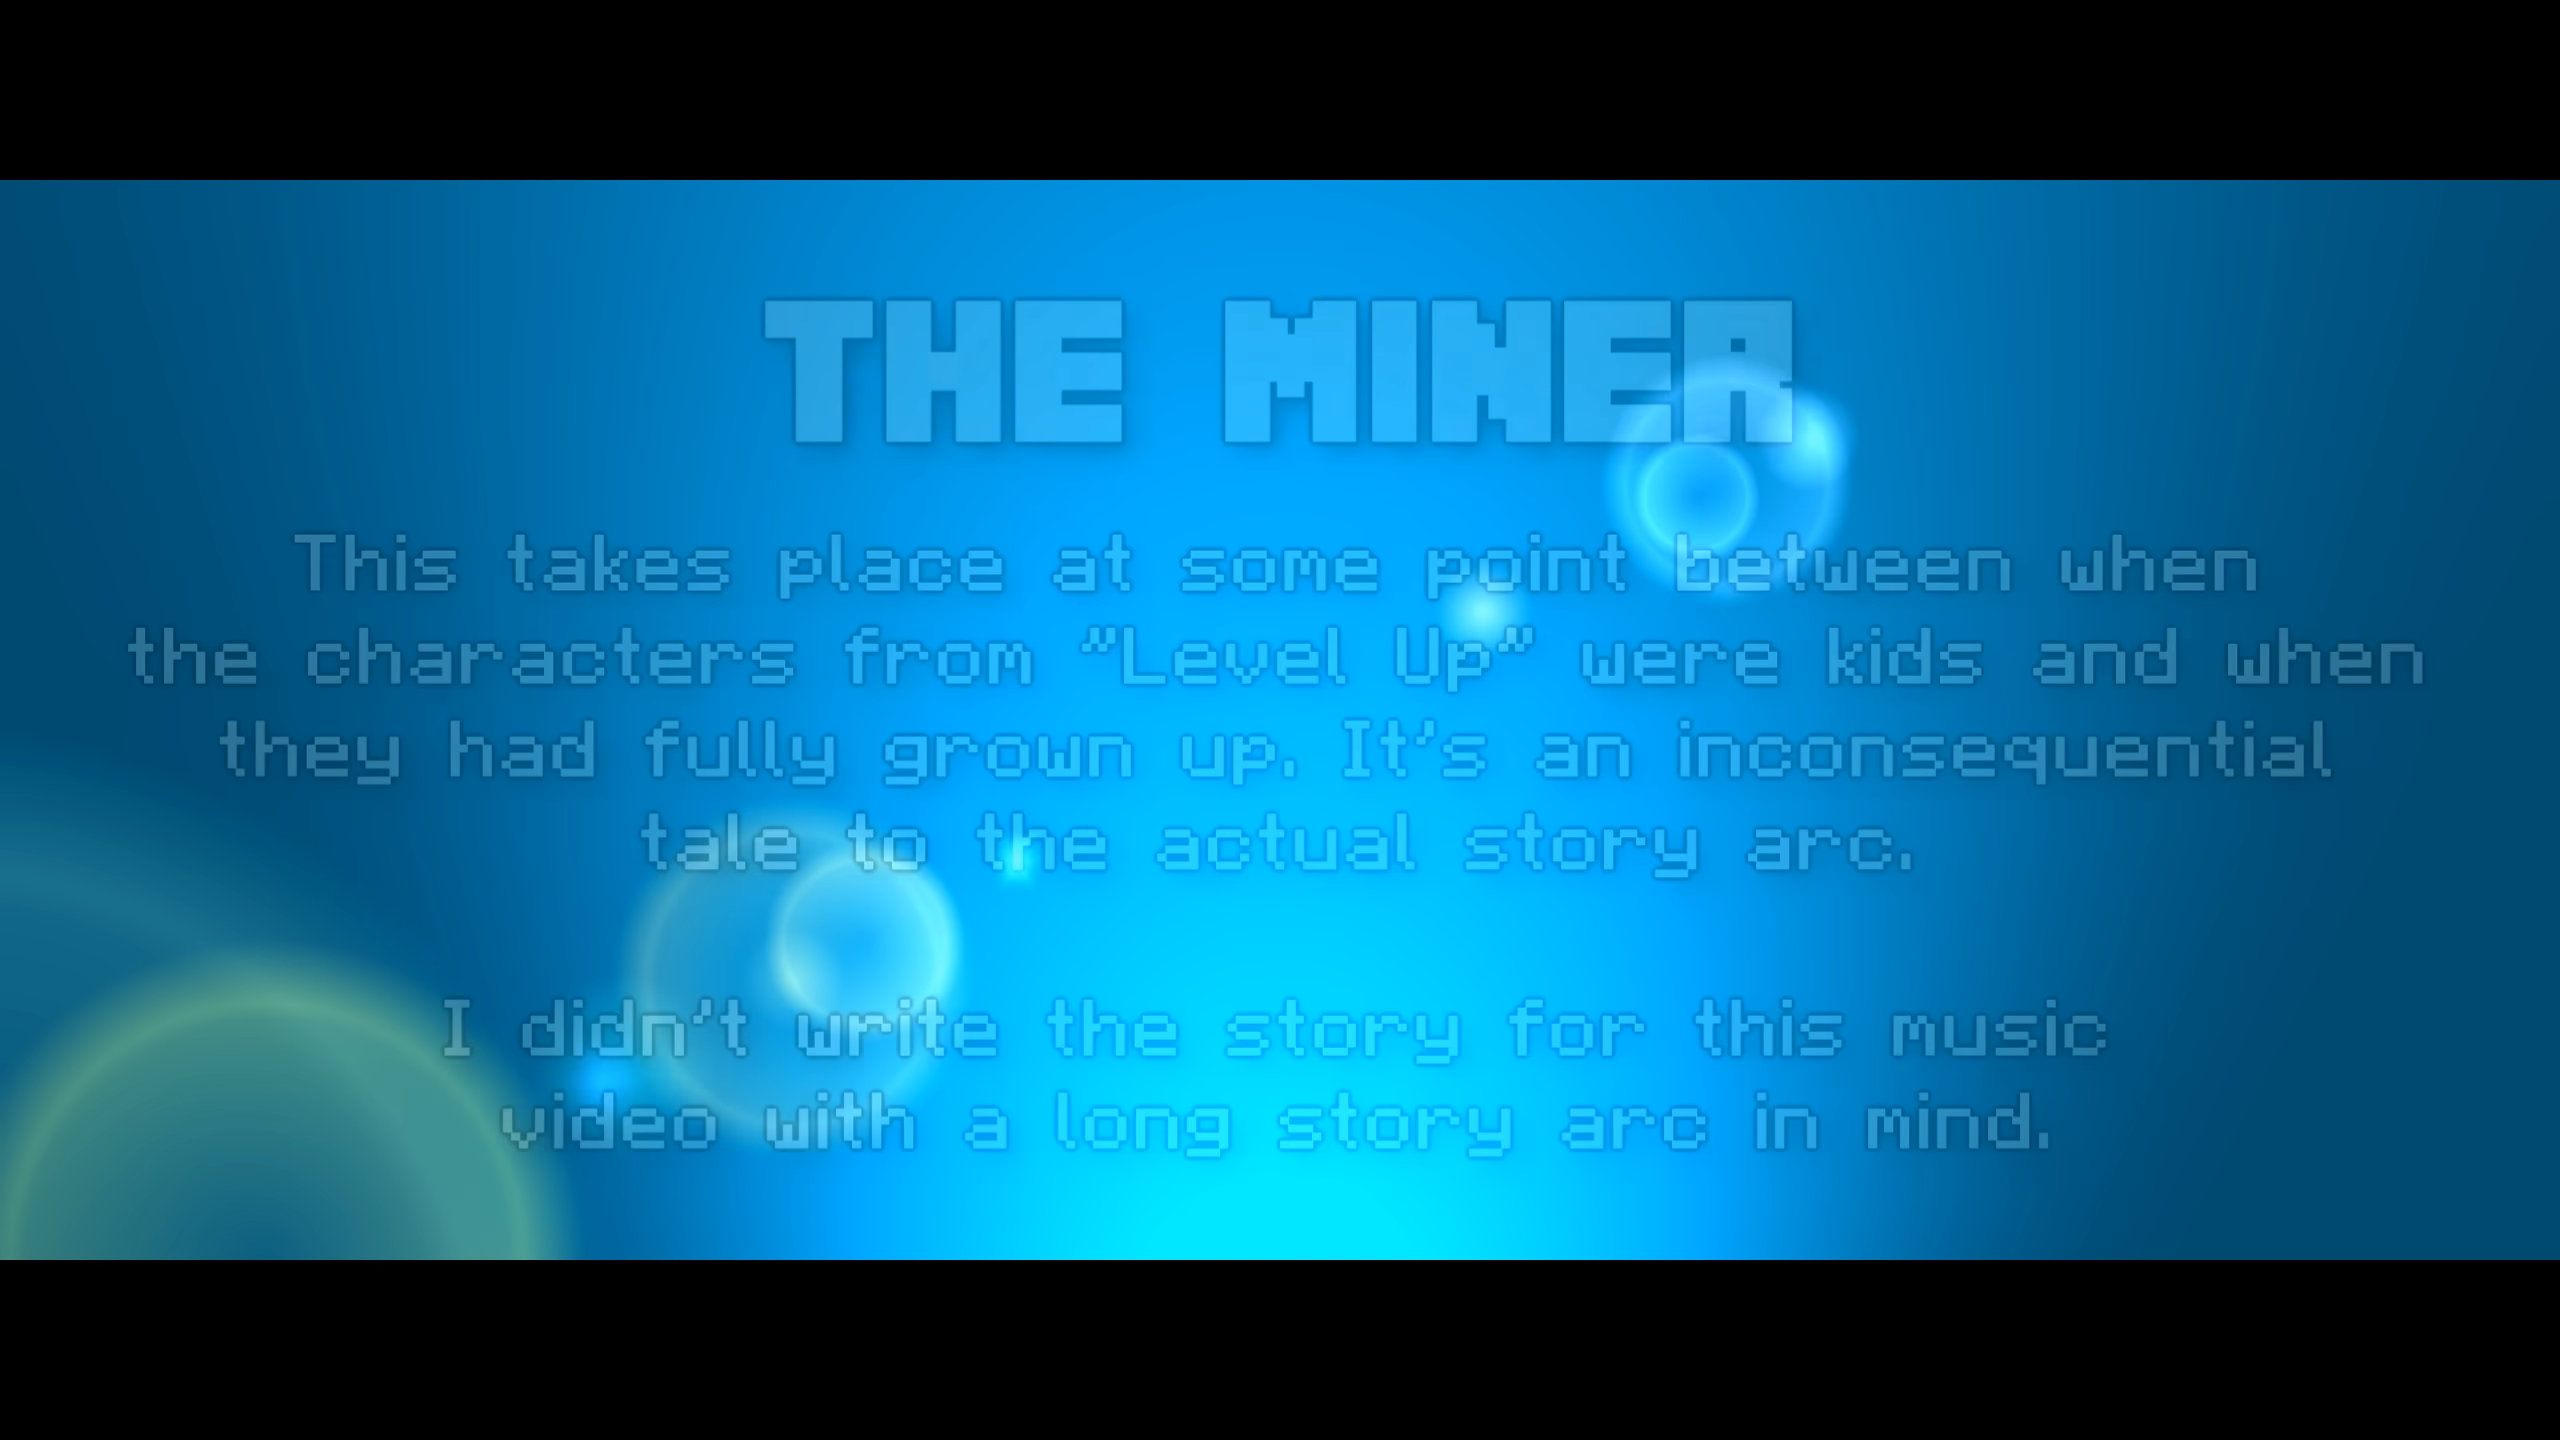 THE MINER
This takes place at some point between when
the characters from "Level Up" were kids and when
they had fully grown up. It's an inconsequential
tale to the actual story arc.
I didn't write the story for this music
video with a long story arc in mind.